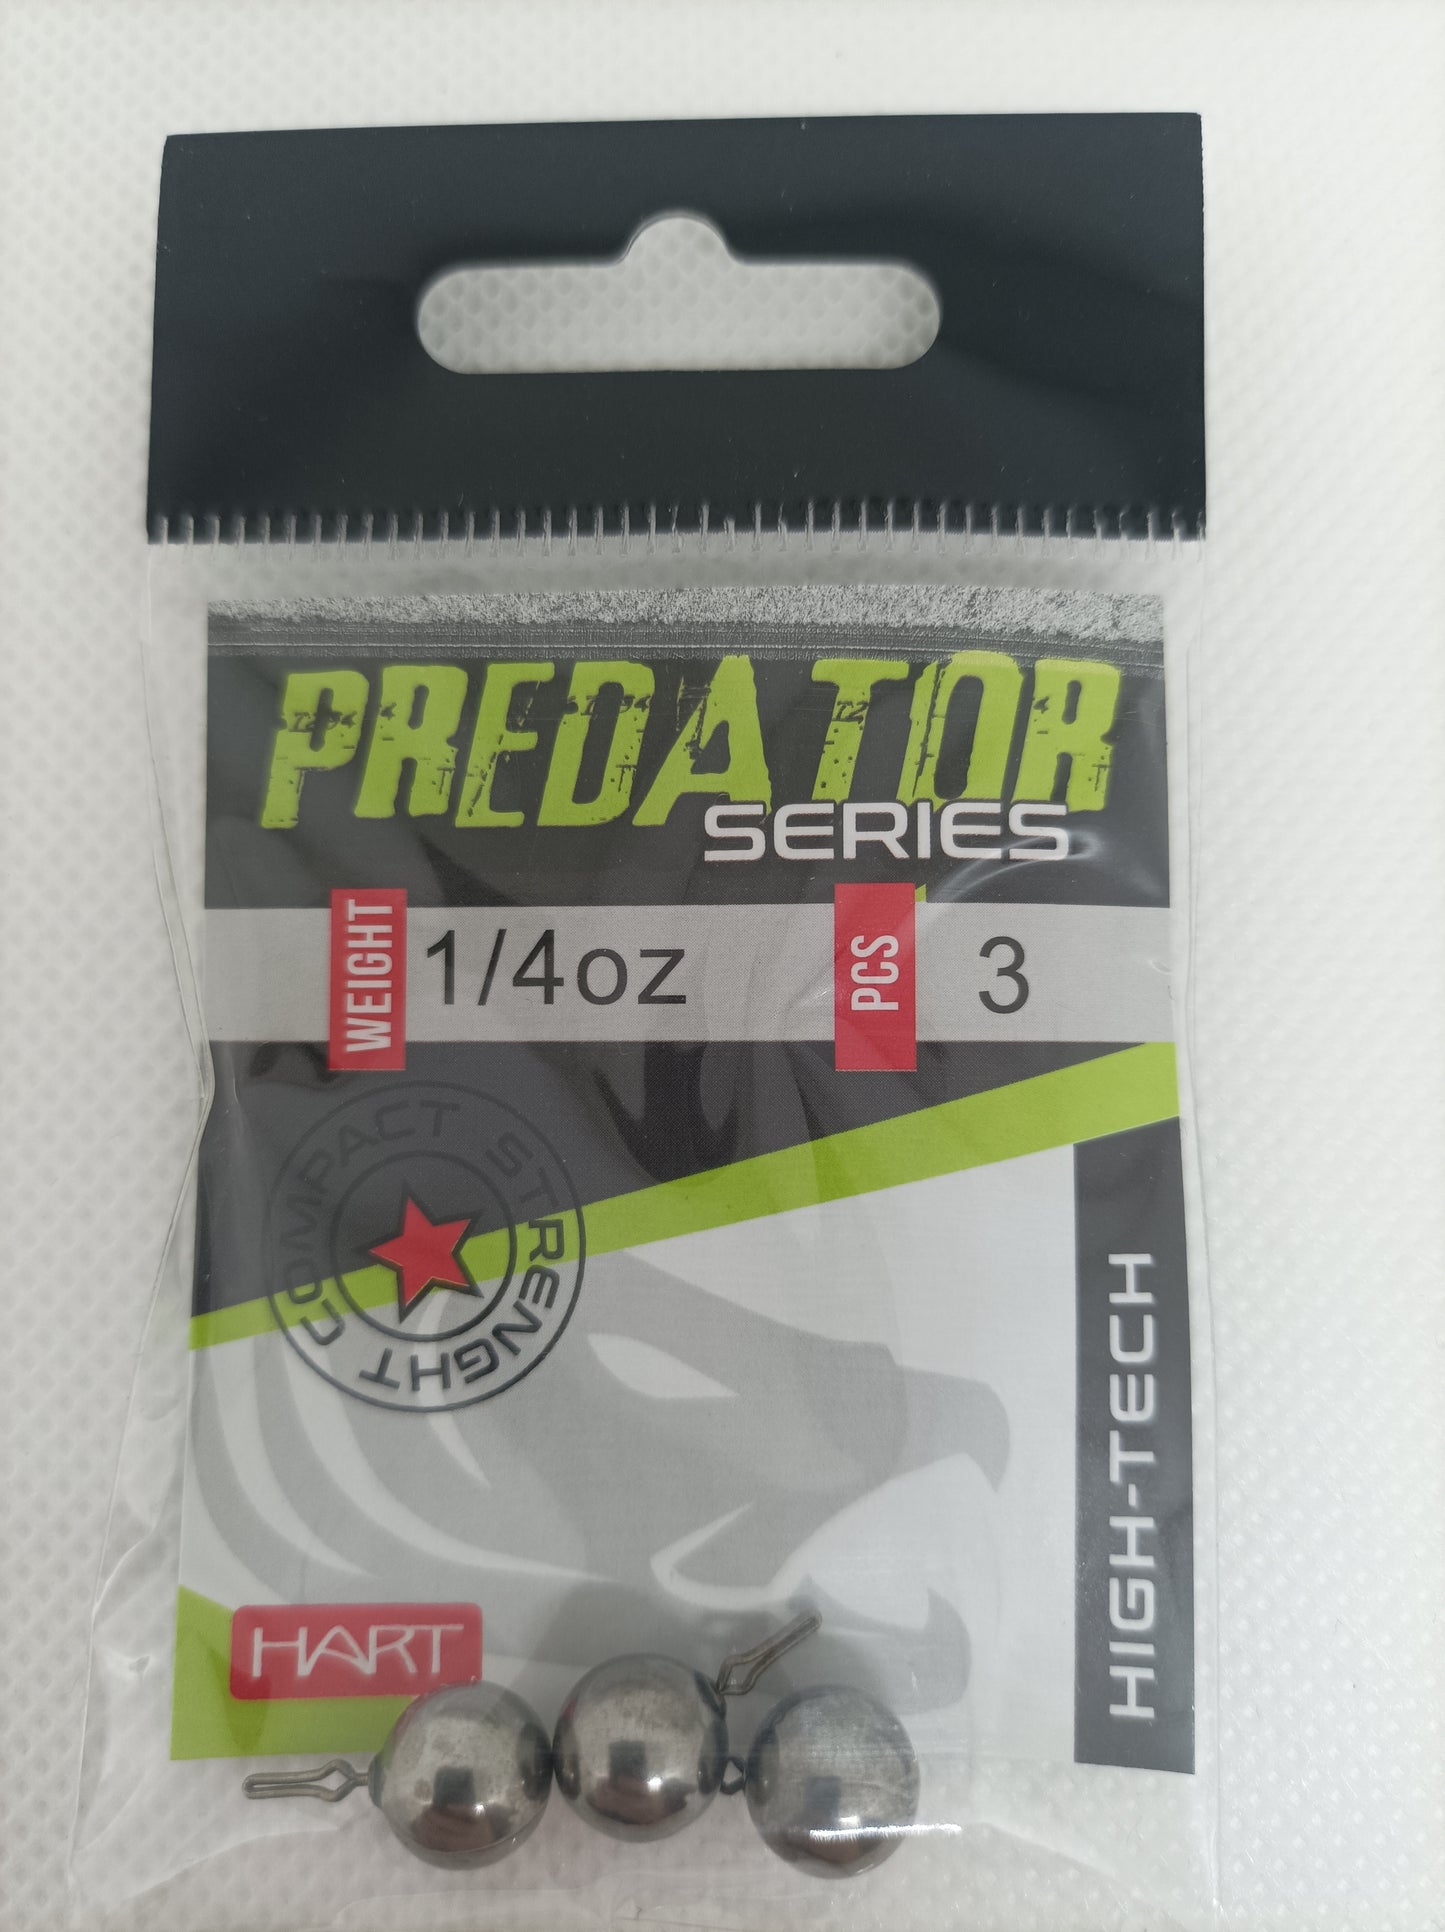 PREDATOR
SERIES
WEIGHT 1/4oz PCS 3
COMPACT STRENGHT
HIGH-TECH
HART